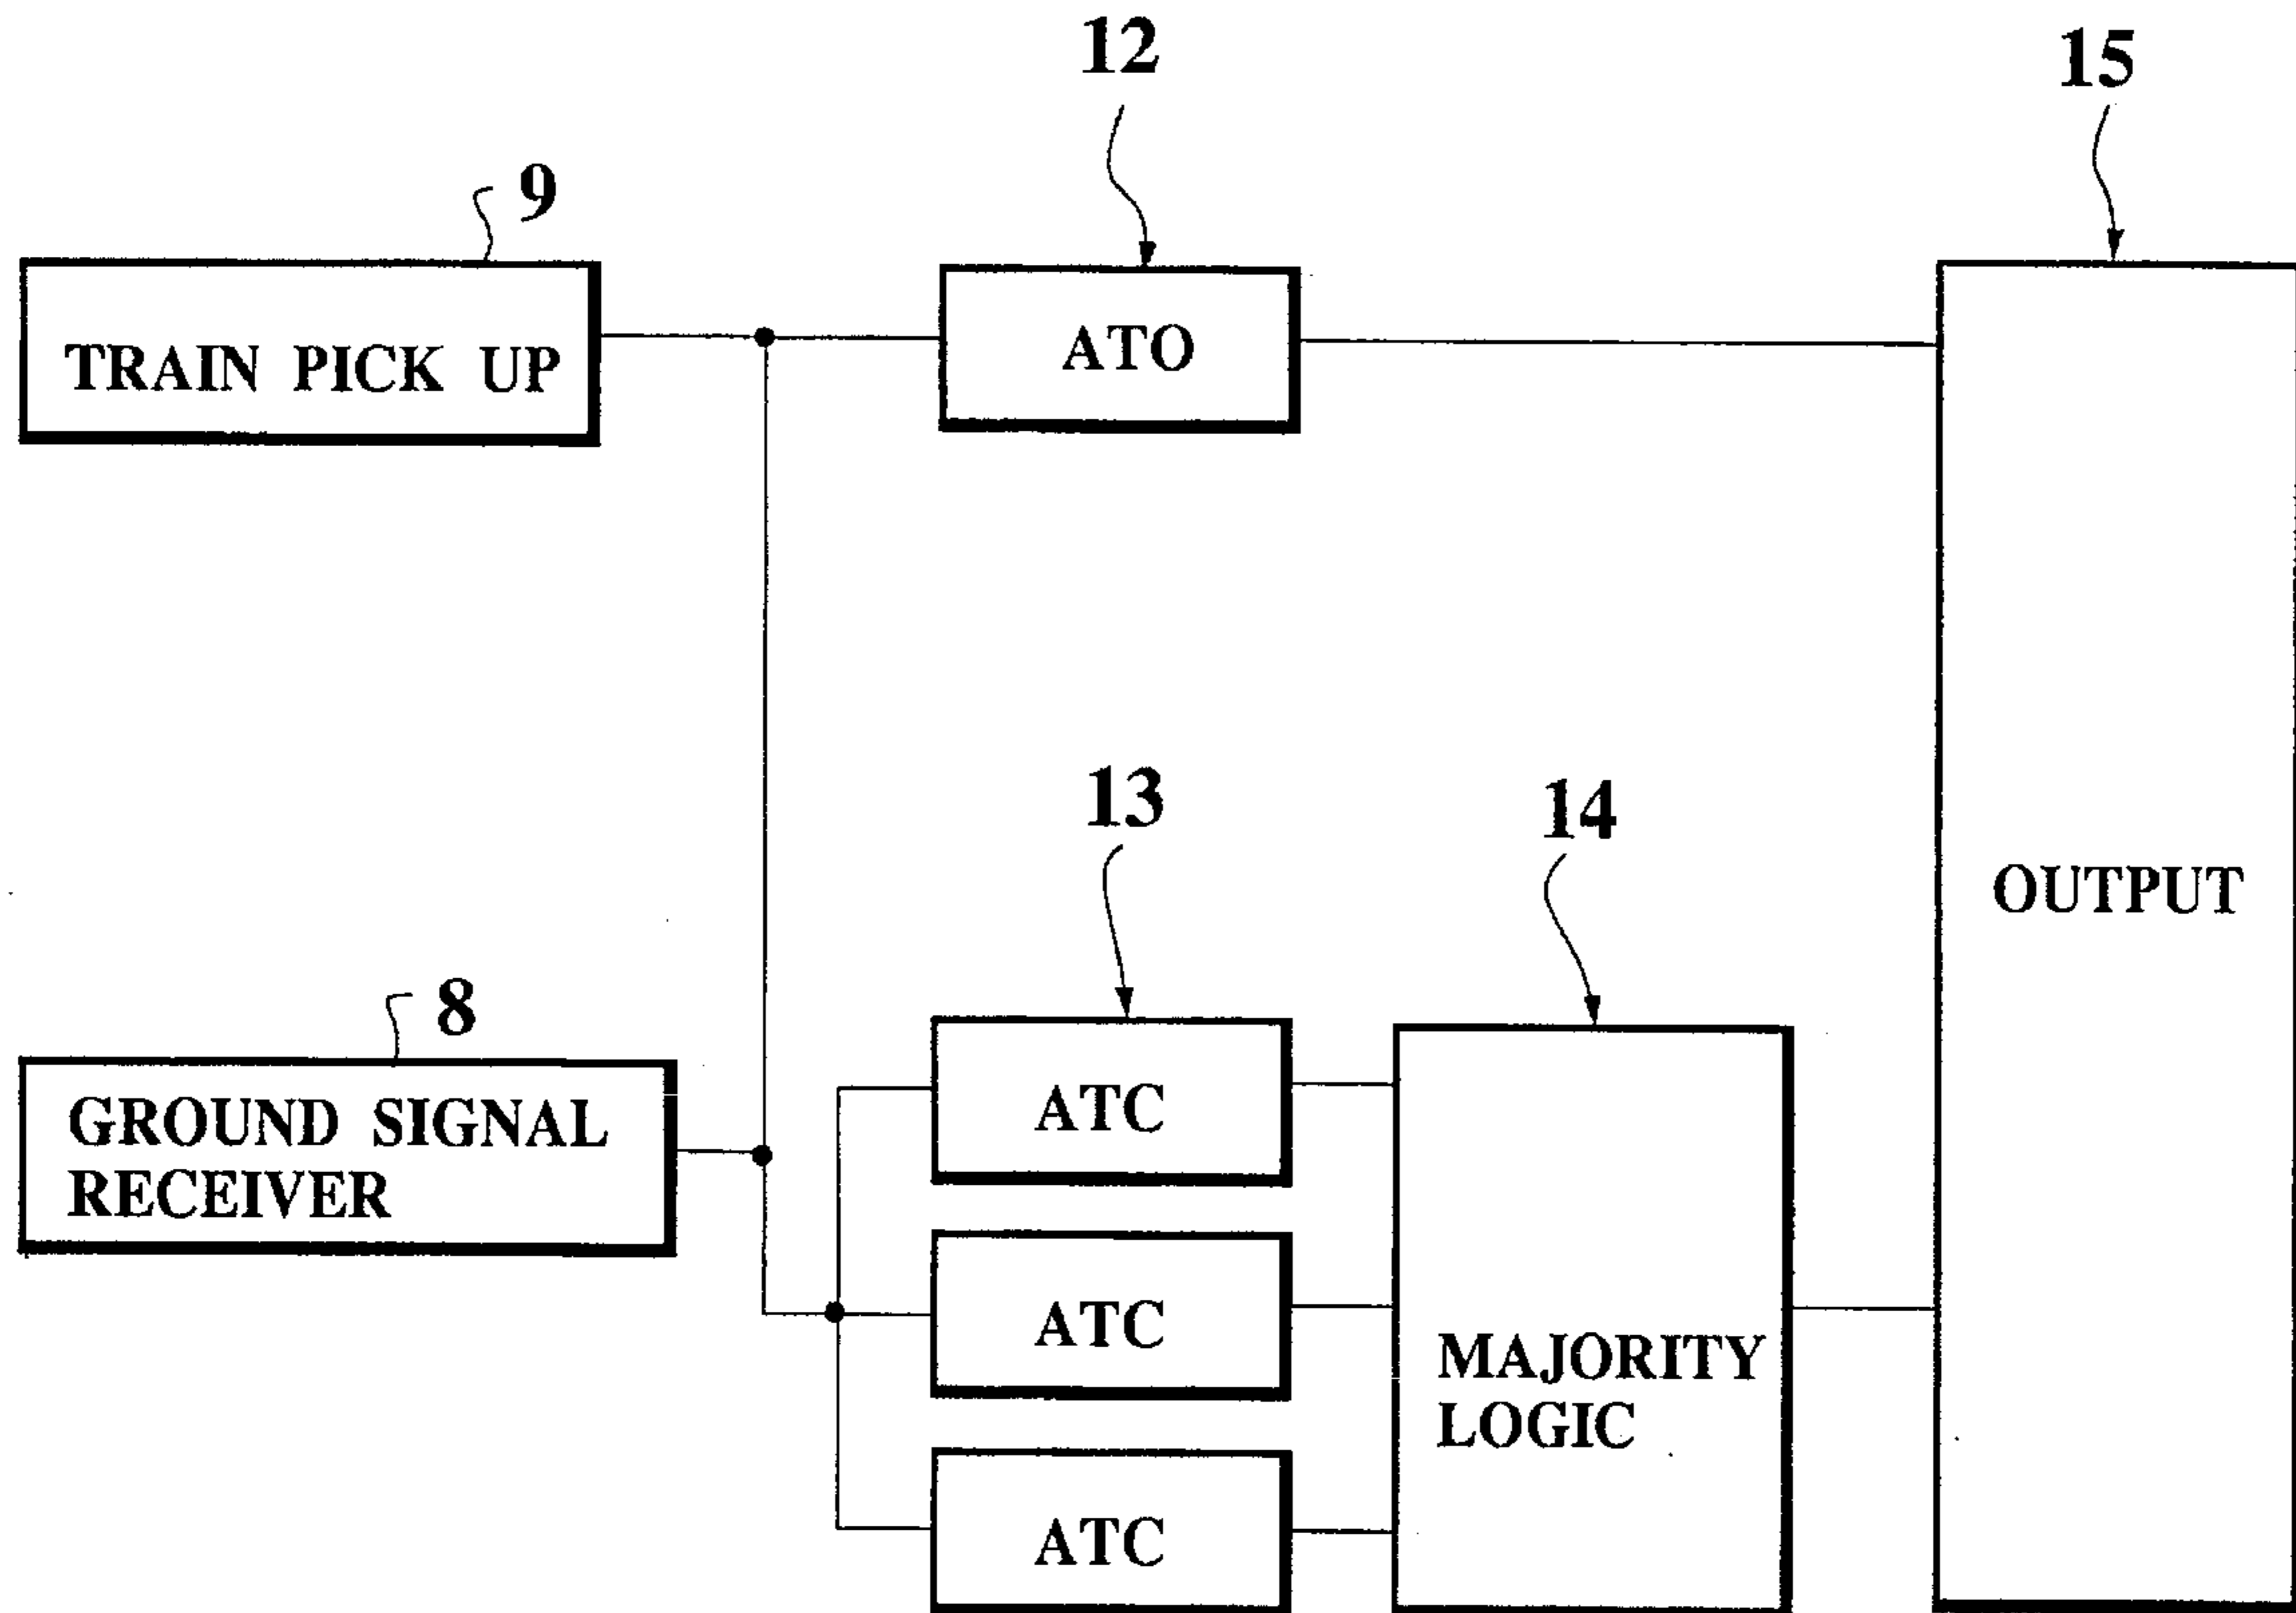 12
15
9
TRAIN PICK UP
ATO
13
14
OUTPUT
8
GROUND SIGNAL
RECEIVER
ATC
ATC
MAJORITY
LOGIC
ATC